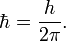 ℏ = h / 2π.